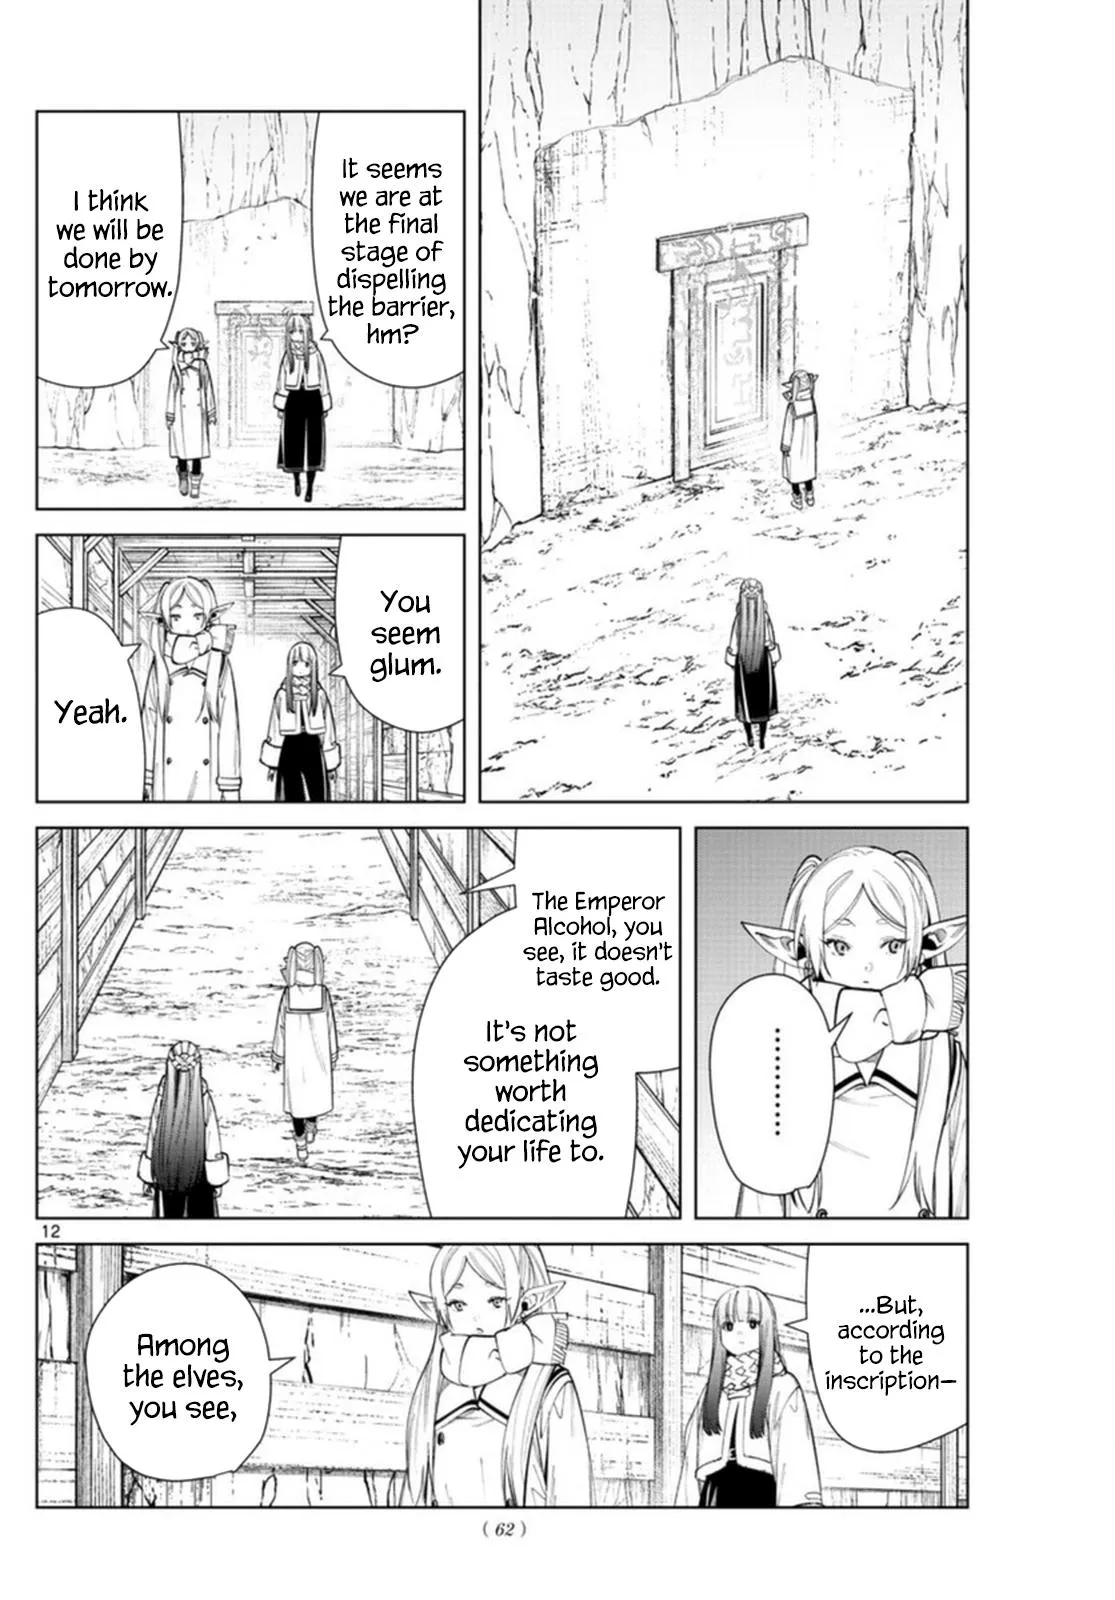 It seems
we are at
the final
stage of
dispelling
the barrier,
hm?
I think
we will be
done by
tomorrow.
You
seem
glum.
Yeah.
..........
The Emperor
Alcohol, you
see, it doesn't
taste good.
It's not
something
worth
dedicating
your life to.
...But,
according
to the
inscription—
Among
the elves,
you see,
12
( 62 )